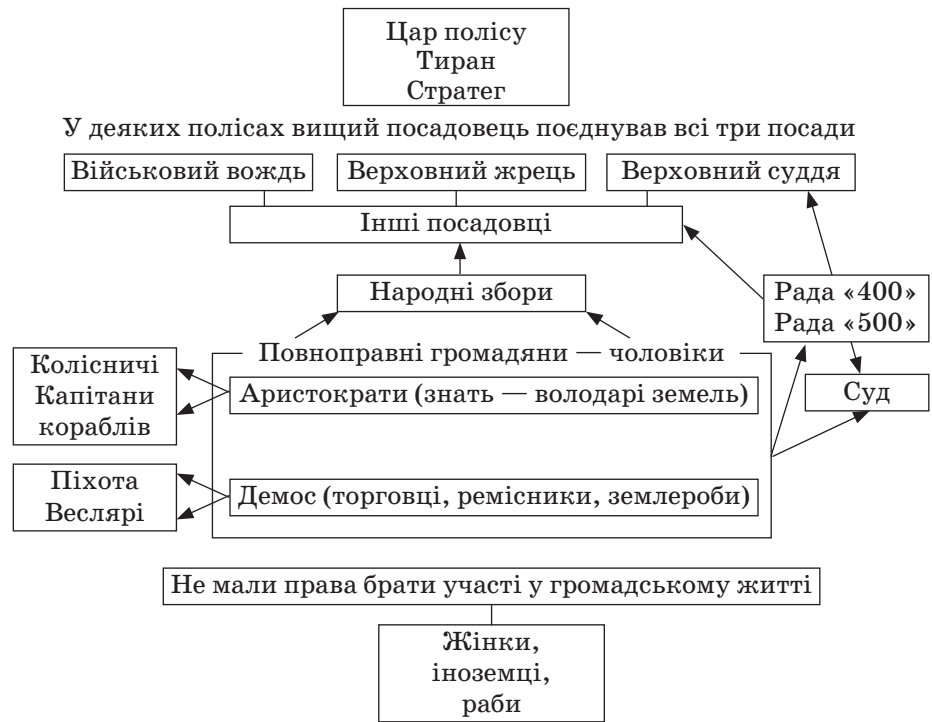 Цар полісу
Тиран
Стратег
У деяких полісах вищий посадовець поєднував всі три посади
Військовий вождь
Верховний жрець
Верховний суддя
Інші посадовці
Народні збори
Рада «400»
Рада «500»
Повноправні громадяни — чоловіки
Колісничі
Капітани
кораблів
Аристократи (знать — володарі земель)
Суд
Піхота
Веслярі
Демос (торговці, ремісники, землероби)
Не мали права брати участі у громадському житті
Жінки,
іноземці,
раби